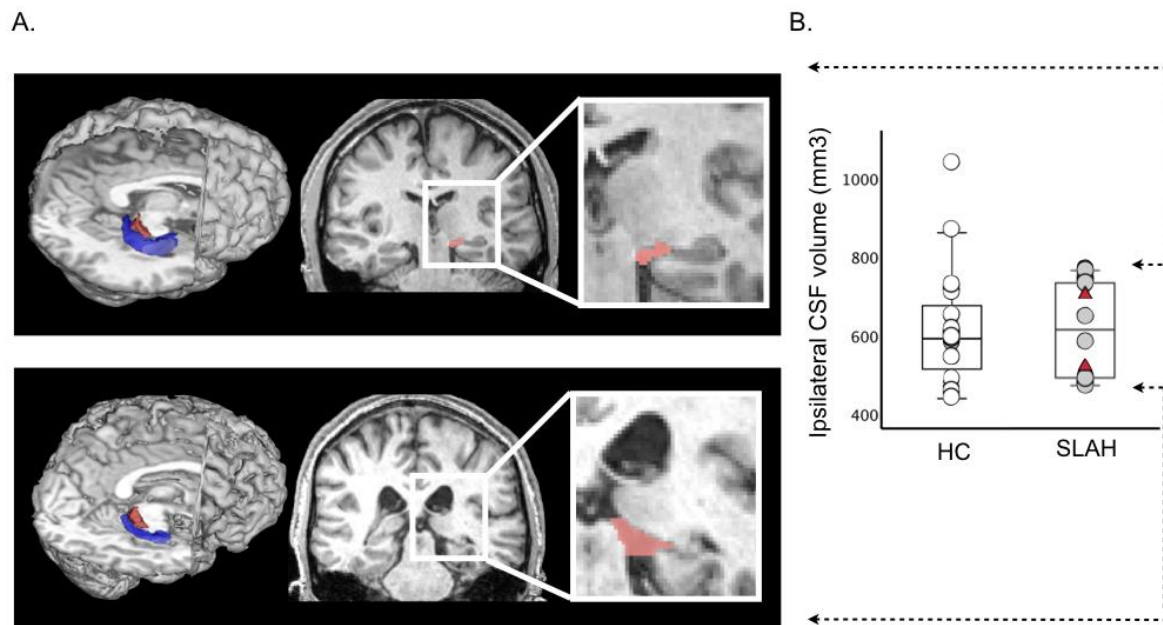 A.
B.
Ipsilateral CSF volume (mm3)
1000
800
600
400
HC
SLAH